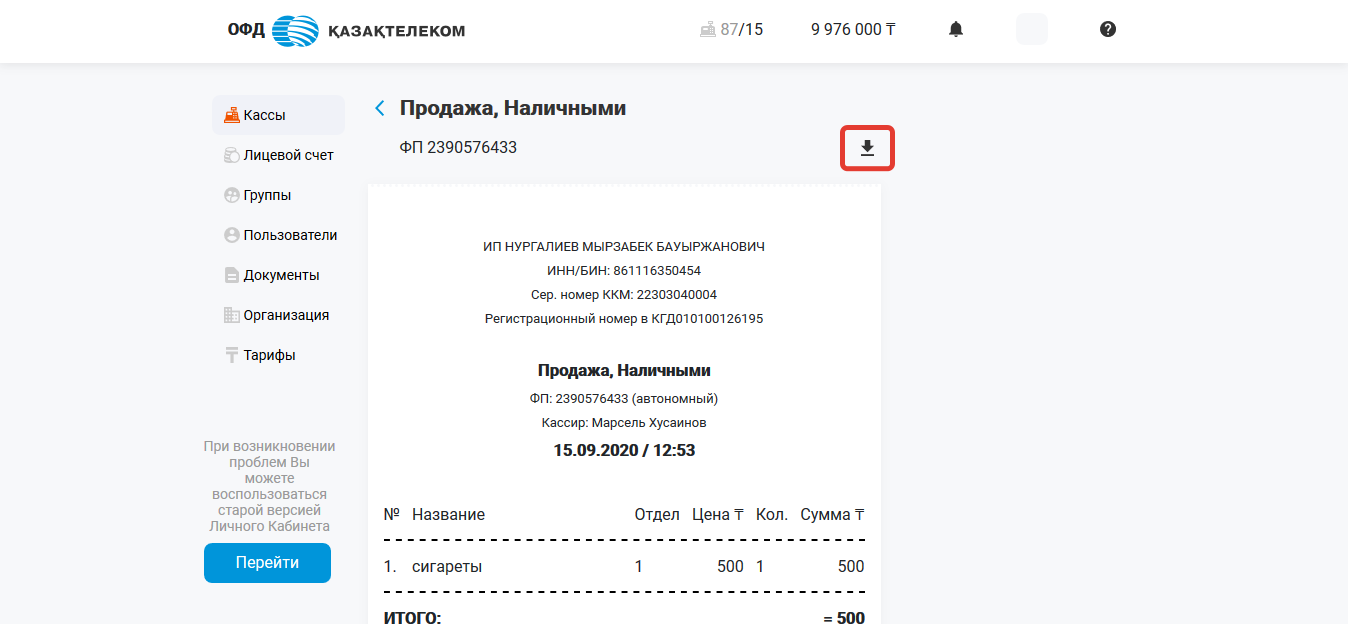 ОФД ҚАЗАҚТЕЛЕКОМ 87/15 9 976 000 ₸
Кассы
Лицевой счет
Группы
Пользователи
Документы
Организация
Тарифы
При возникновении
проблем Вы
можете
воспользоваться
старой версией
Личного Кабинета
Перейти
Продажа, Наличными
ФП 2390576433
ИП НУРГАЛИЕВ МЫРЗАБЕК БАУЫРЖАНОВИЧ
ИНН/БИН: 861116350454
Сер. номер ККМ: 22303040004
Регистрационный номер в КГД010100126195
Продажа, Наличными
ФП: 2390576433 (автономный)
Кассир: Марсель Хусаинов
15.09.2020 / 12:53
№ Название Отдел Цена ₸ Кол. Сумма ₸
1. сигареты 1 500 1 500
ИТОГО: = 500